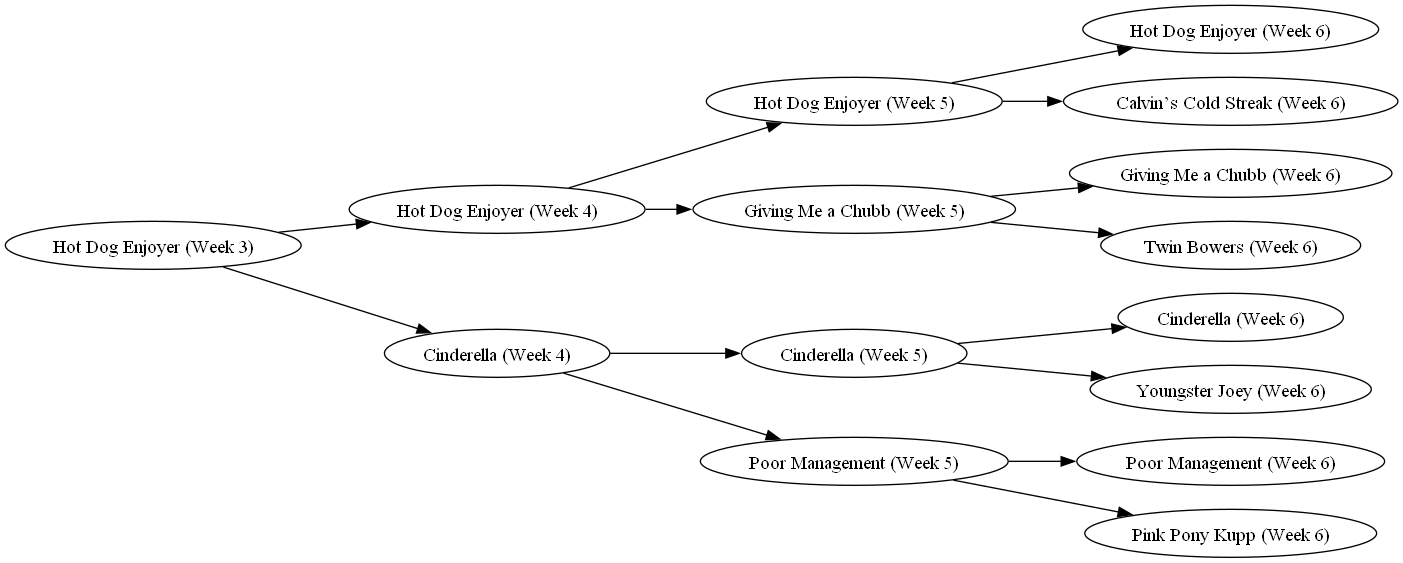 Hot Dog Enjoyer (Week 6)
Hot Dog Enjoyer (Week 5)
Calvin’s Cold Streak (Week 6)
Giving Me a Chubb (Week 6)
Hot Dog Enjoyer (Week 4)
Giving Me a Chubb (Week 5)
Hot Dog Enjoyer (Week 3)
Twin Bowers (Week 6)
Cinderella (Week 6)
Cinderella (Week 4)
Cinderella (Week 5)
Youngster Joey (Week 6)
Poor Management (Week 5)
Poor Management (Week 6)
Pink Pony Kupp (Week 6)